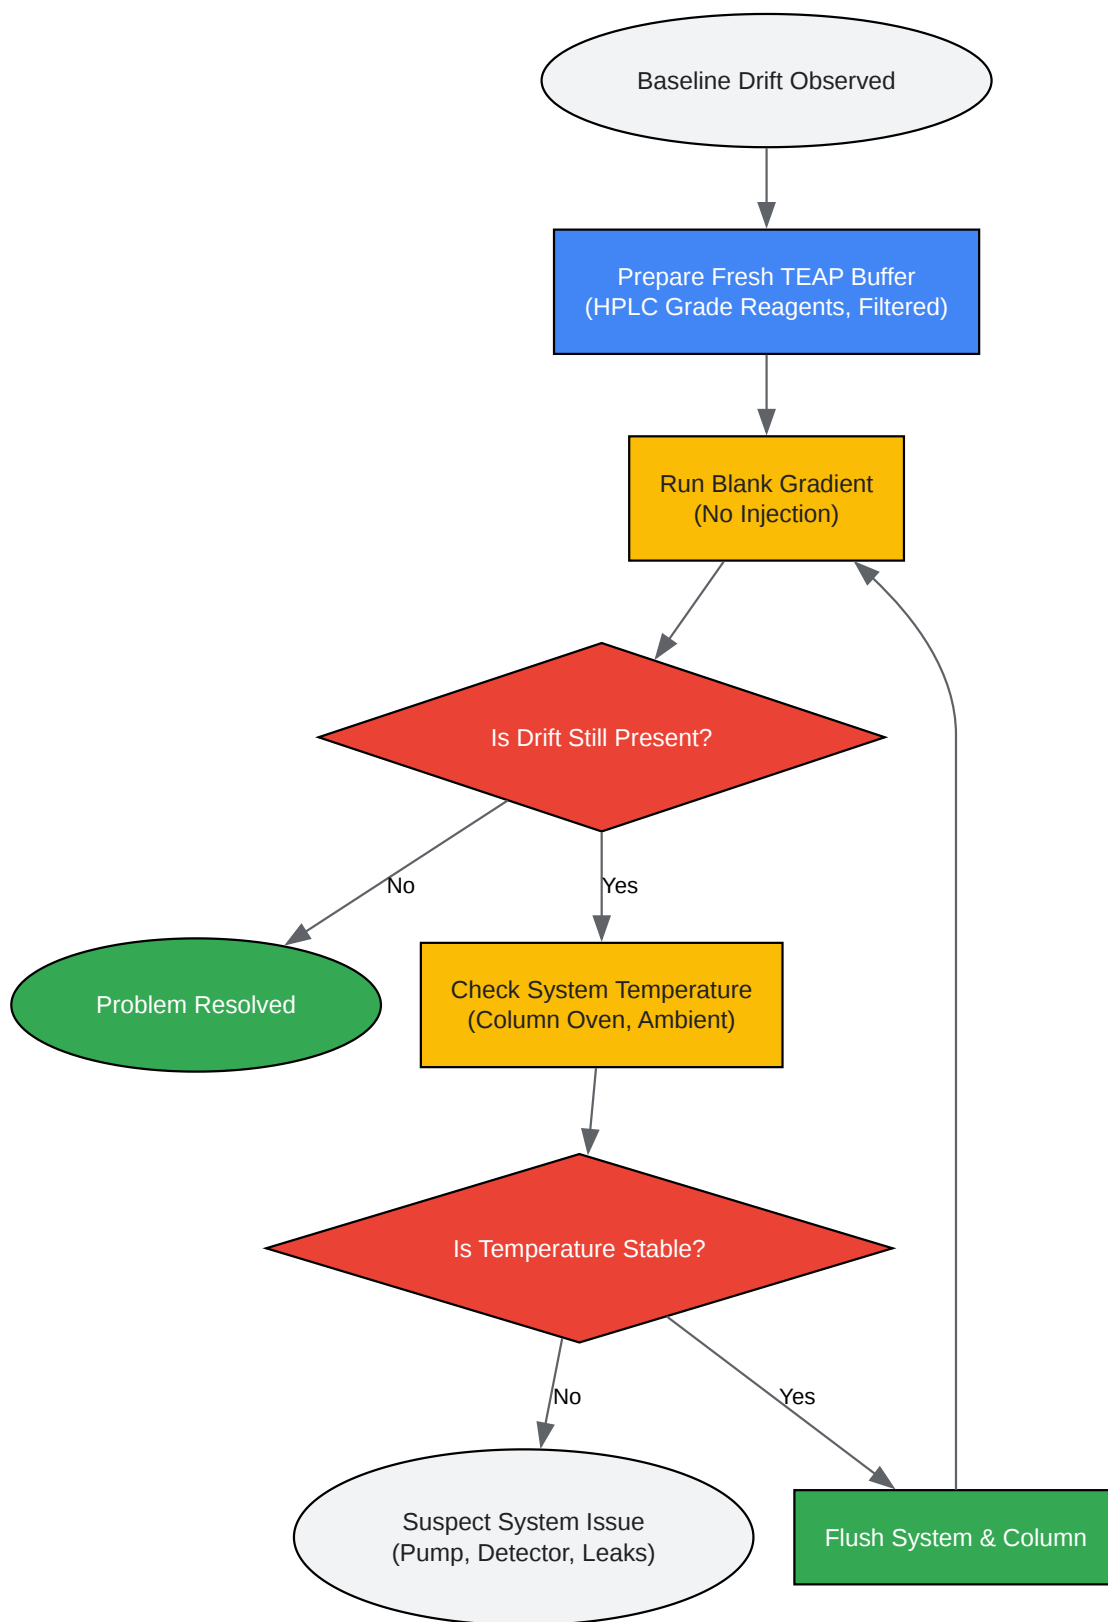 Baseline Drift Observed
Prepare Fresh TEAP Buffer
(HPLC Grade Reagents, Filtered)
Run Blank Gradient
(No Injection)
Is Drift Still Present?
No
Yes
Problem Resolved
Check System Temperature
(Column Oven, Ambient)
Is Temperature Stable?
No
Yes
Suspect System Issue
(Pump, Detector, Leaks)
Flush System & Column